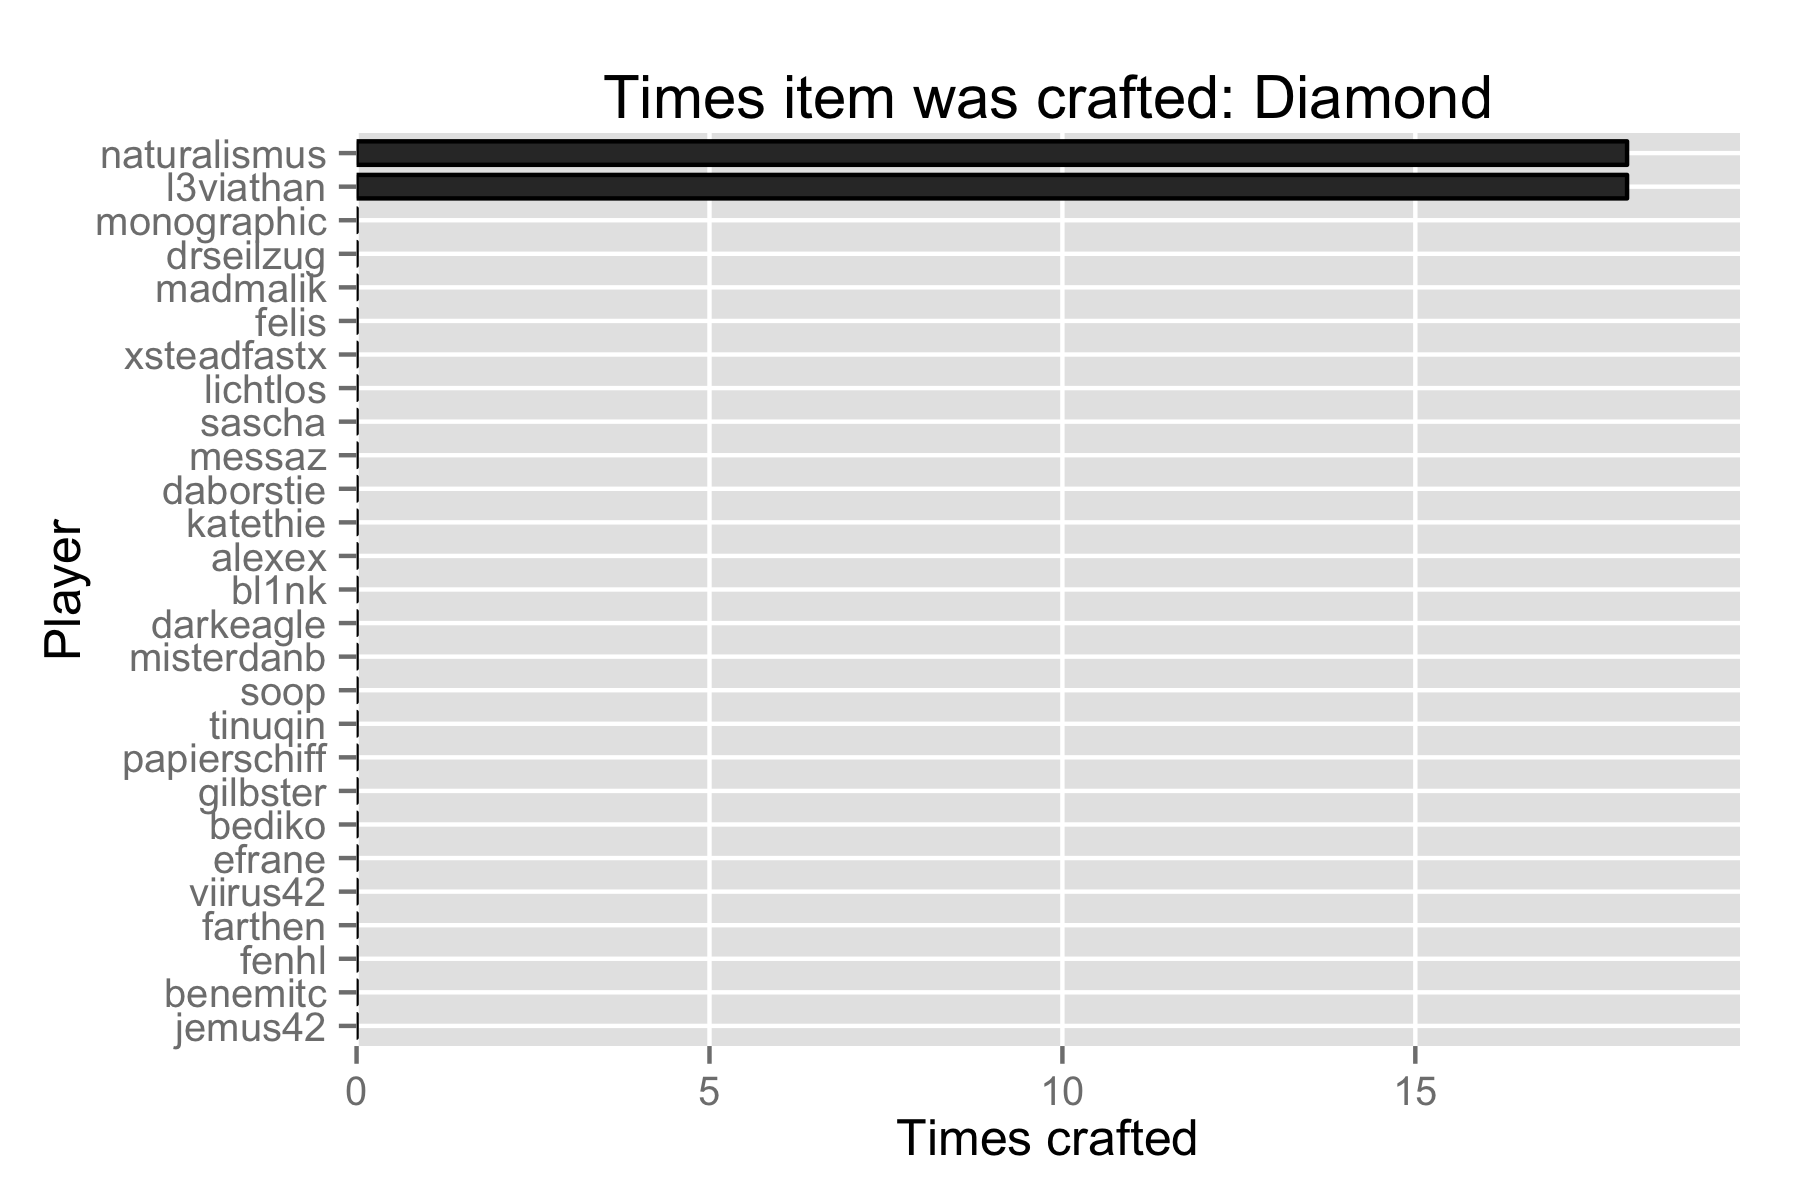 Times item was crafted: Diamond
naturalismus
l3viathan
monographic
drseilzug
madmalik
felis
xsteadfastx
lichtlos
sascha
messaz
daborstie
katethie
alexex
bl1nk
darkeagle
misterdanb
soop
tinuqin
papierschiff
gilbster
bediko
efrane
viirus42
farthen
fenhl
benemitc
jemus42
Player
0 5 10 15
Times crafted